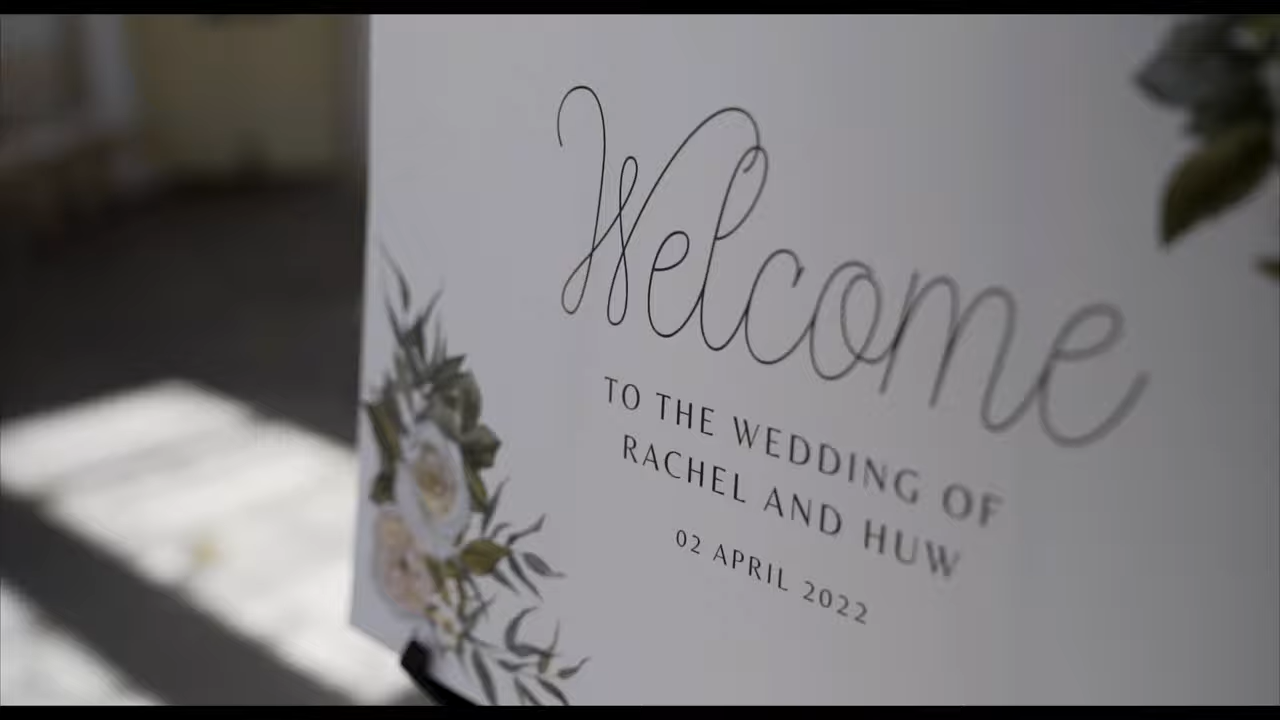 Welcome
TO THE WEDDING OF
RACHEL AND HUW
02 APRIL 2022